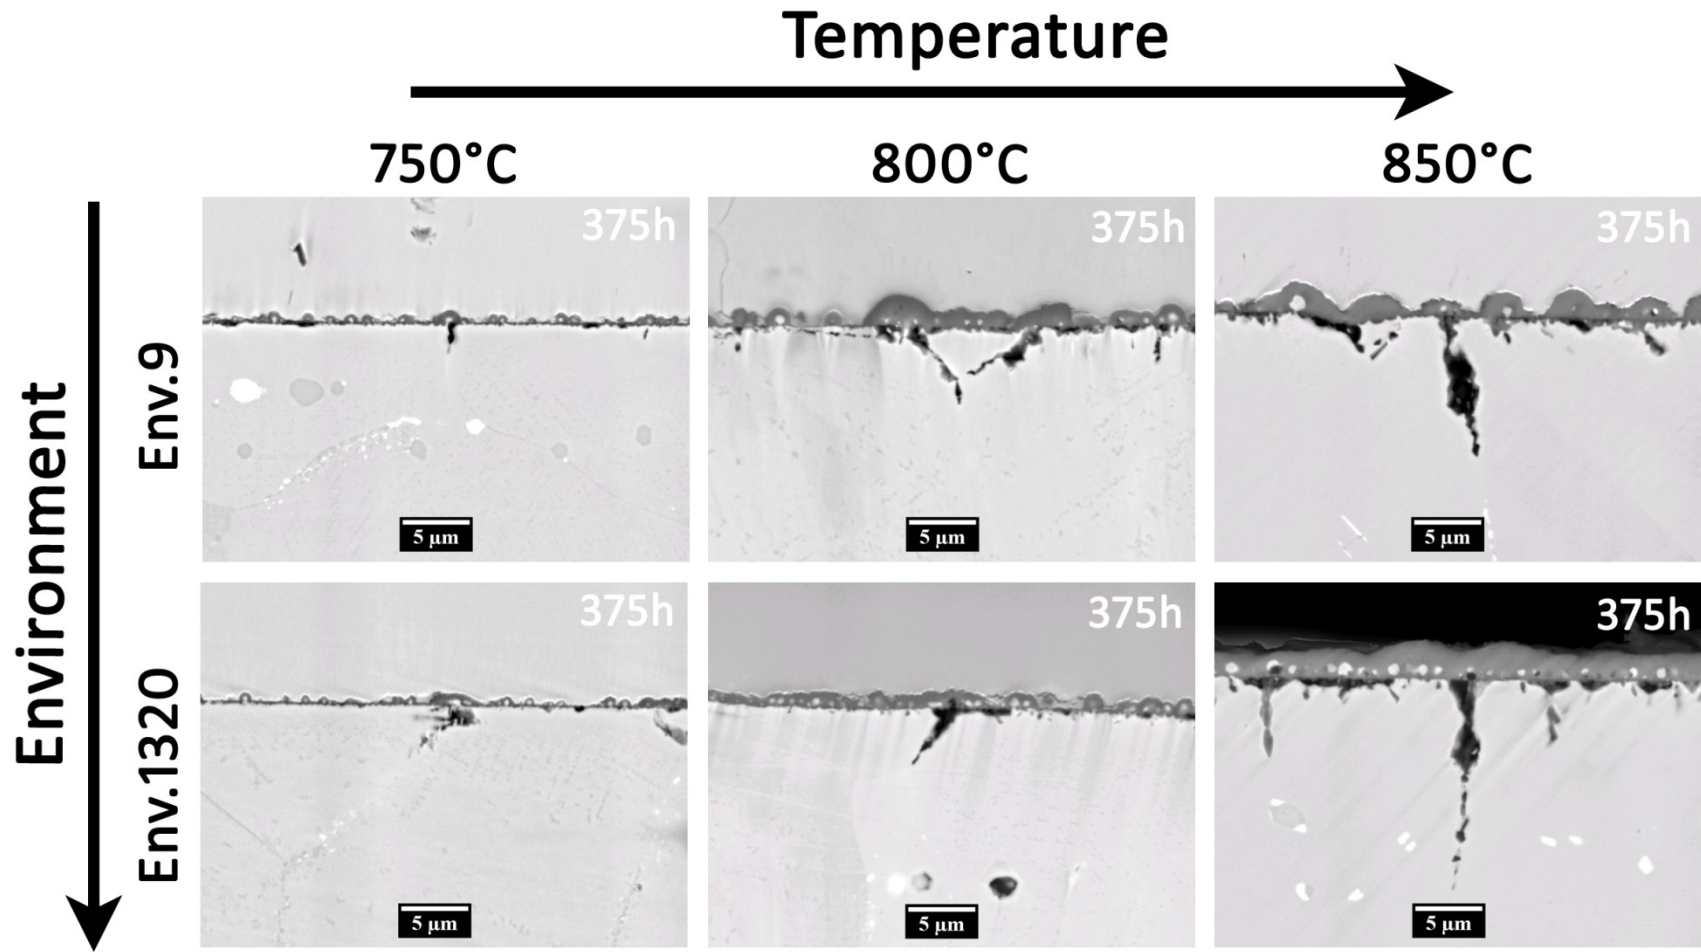 Temperature
750°C
800°C
850°C
Environment
Env.9
375h
5 µm
375h
5 µm
375h
5 µm
Env.1320
375h
5 µm
375h
5 µm
375h
5 µm